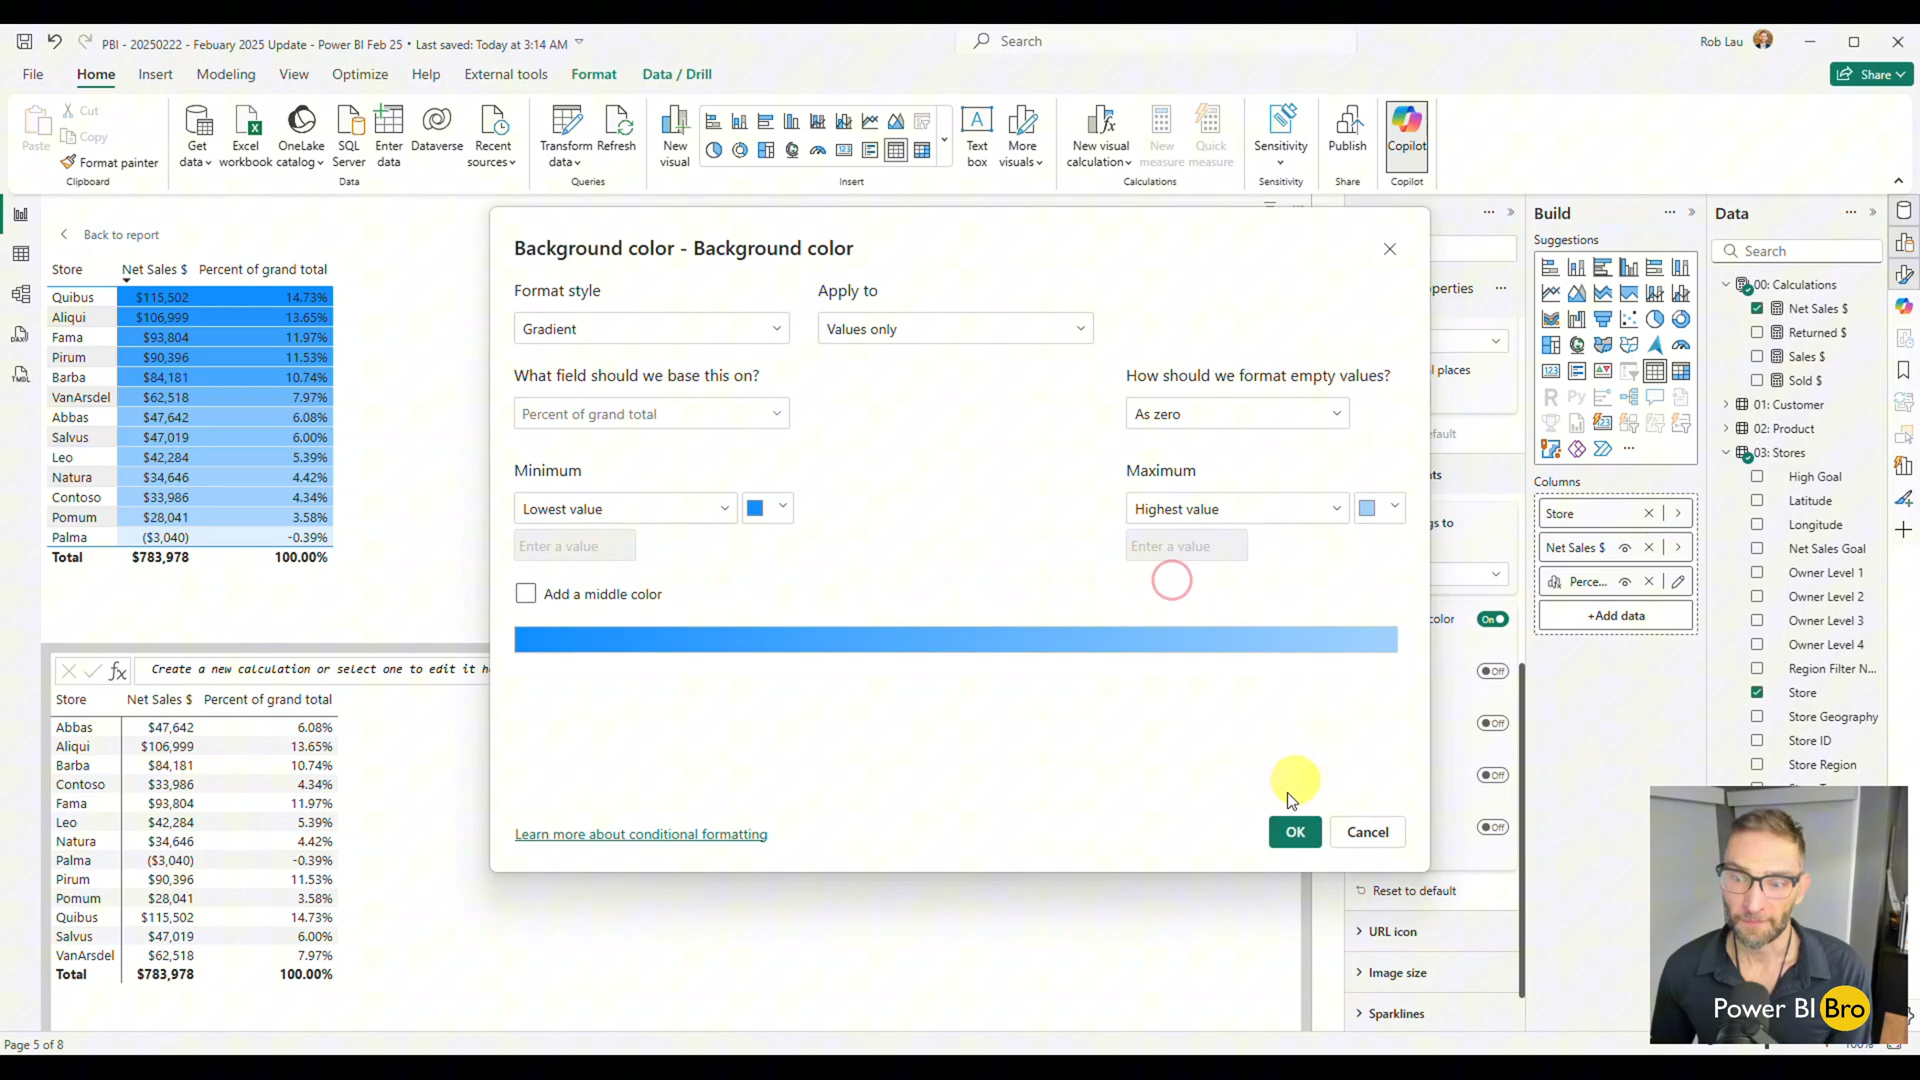 PBI - 20250222 - Febuary 2025 Update - Power BI Feb 25 • Last saved: Today at 3:14 AM
Search
Rob Lau
File
Home
Insert
Modeling
View
Optimize
Help
External tools
Format
Data / Drill
Share
Paste
Cut
Copy
Format painter
Clipboard
Get data
Excel workbook
OneLake catalog
SQL Server
Enter data
Dataverse
Recent sources
Data
Transform data
Refresh
Queries
New visual
Text box
More visuals
Insert
New visual calculation
New measure
Quick measure
Calculations
Sensitivity
Sensitivity
Publish
Share
Copilot
Copilot
Back to report
Store Net Sales $ Percent of grand total
Quibus $115,502 14.73%
Aliqui $106,999 13.65%
Fama $93,804 11.97%
Pirum $90,396 11.53%
Barba $84,181 10.74%
VanArsdel $62,518 7.97%
Abbas $47,642 6.08%
Salvus $47,019 6.00%
Leo $42,284 5.39%
Natura $34,646 4.42%
Contoso $33,986 4.34%
Pomum $28,041 3.58%
Palma ($3,040) -0.39%
Total $783,978 100.00%
Create a new calculation or select one to edit it h
Store Net Sales $ Percent of grand total
Abbas $47,642 6.08%
Aliqui $106,999 13.65%
Barba $84,181 10.74%
Contoso $33,986 4.34%
Fama $93,804 11.97%
Leo $42,284 5.39%
Natura $34,646 4.42%
Palma ($3,040) -0.39%
Pirum $90,396 11.53%
Pomum $28,041 3.58%
Quibus $115,502 14.73%
Salvus $47,019 6.00%
VanArsdel $62,518 7.97%
Total $783,978 100.00%
Background color - Background color
Format style
Apply to
Gradient
Values only
What field should we base this on?
How should we format empty values?
Percent of grand total
As zero
Minimum
Maximum
Lowest value
Highest value
Enter a value
Enter a value
Add a middle color
Learn more about conditional formatting
OK
Cancel
perties
al places
efault
ts
gs to
color
On
Off
Off
Off
Off
Reset to default
URL icon
Image size
Sparklines
Build
Suggestions
R Py
Columns
Store
Net Sales $
Perce...
+Add data
Data
Search
00: Calculations
Net Sales $
Returned $
Sales $
Sold $
01: Customer
02: Product
03: Stores
High Goal
Latitude
Longitude
Net Sales Goal
Owner Level 1
Owner Level 2
Owner Level 3
Owner Level 4
Region Filter N...
Store
Store Geography
Store ID
Store Region
DAX
TMDL
Page 5 of 8
100%
Power BI Bro